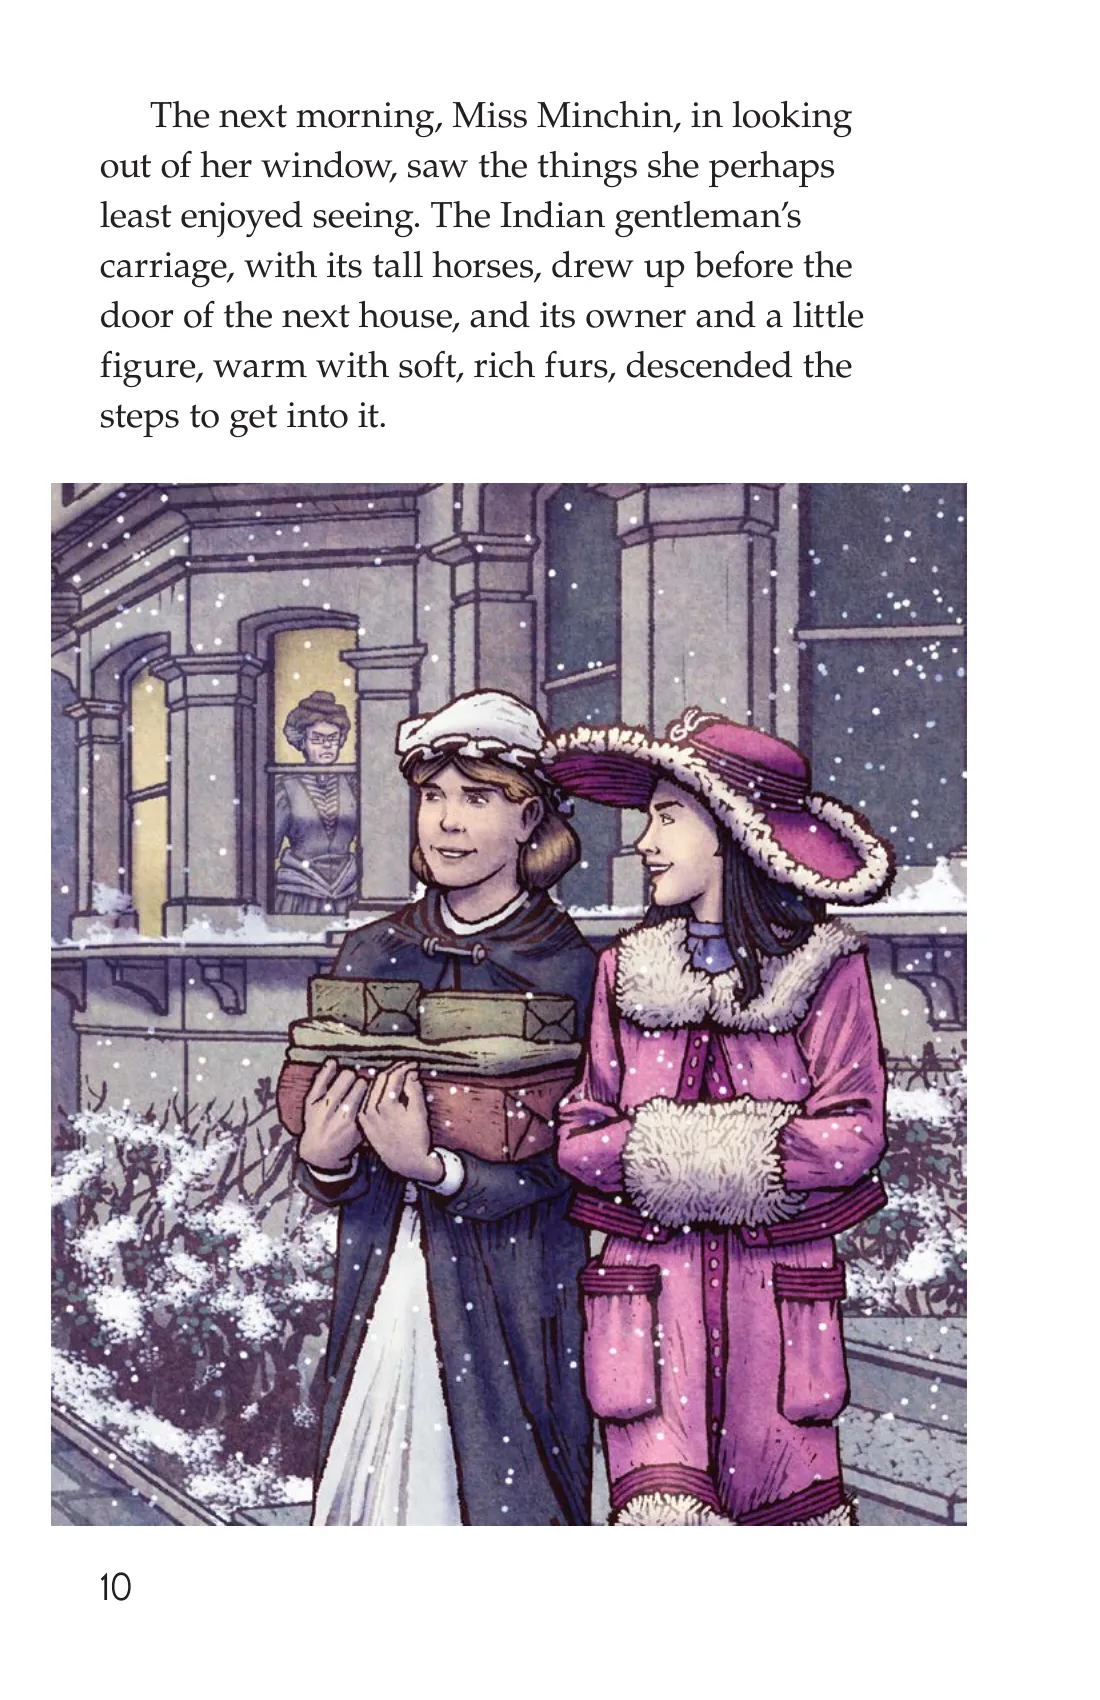 The next morning, Miss Minchin, in looking
out of her window, saw the things she perhaps
least enjoyed seeing. The Indian gentleman’s
carriage, with its tall horses, drew up before the
door of the next house, and its owner and a little
figure, warm with soft, rich furs, descended the
steps to get into it.
10